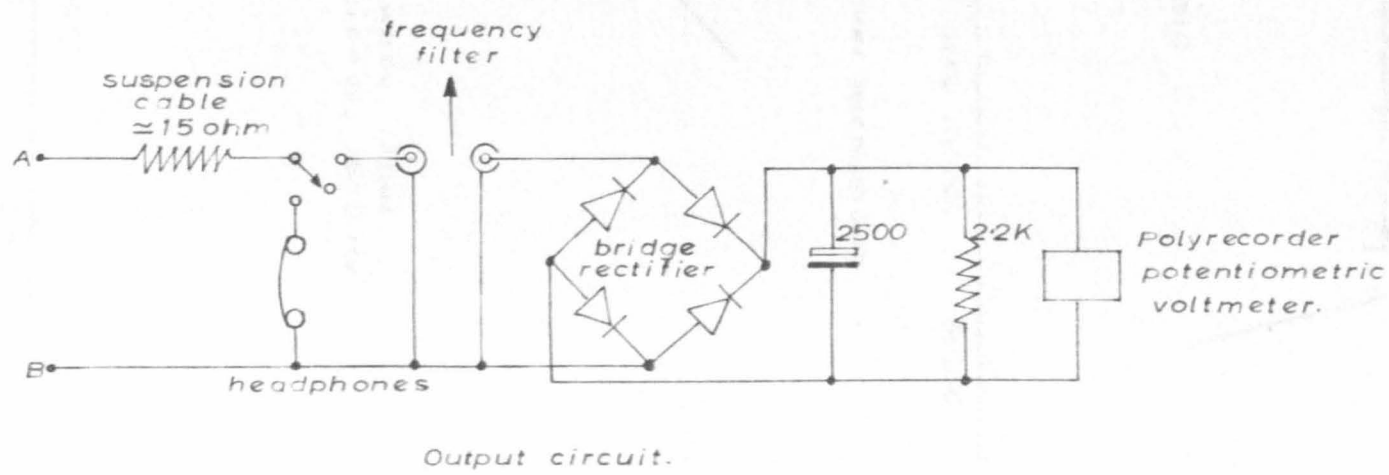 frequency
filter
suspension
cable
≃15 ohm
A
2500
2·2K
bridge
rectifier
Polyrecorder
potentiometric
voltmeter.
B
headphones
Output circuit.